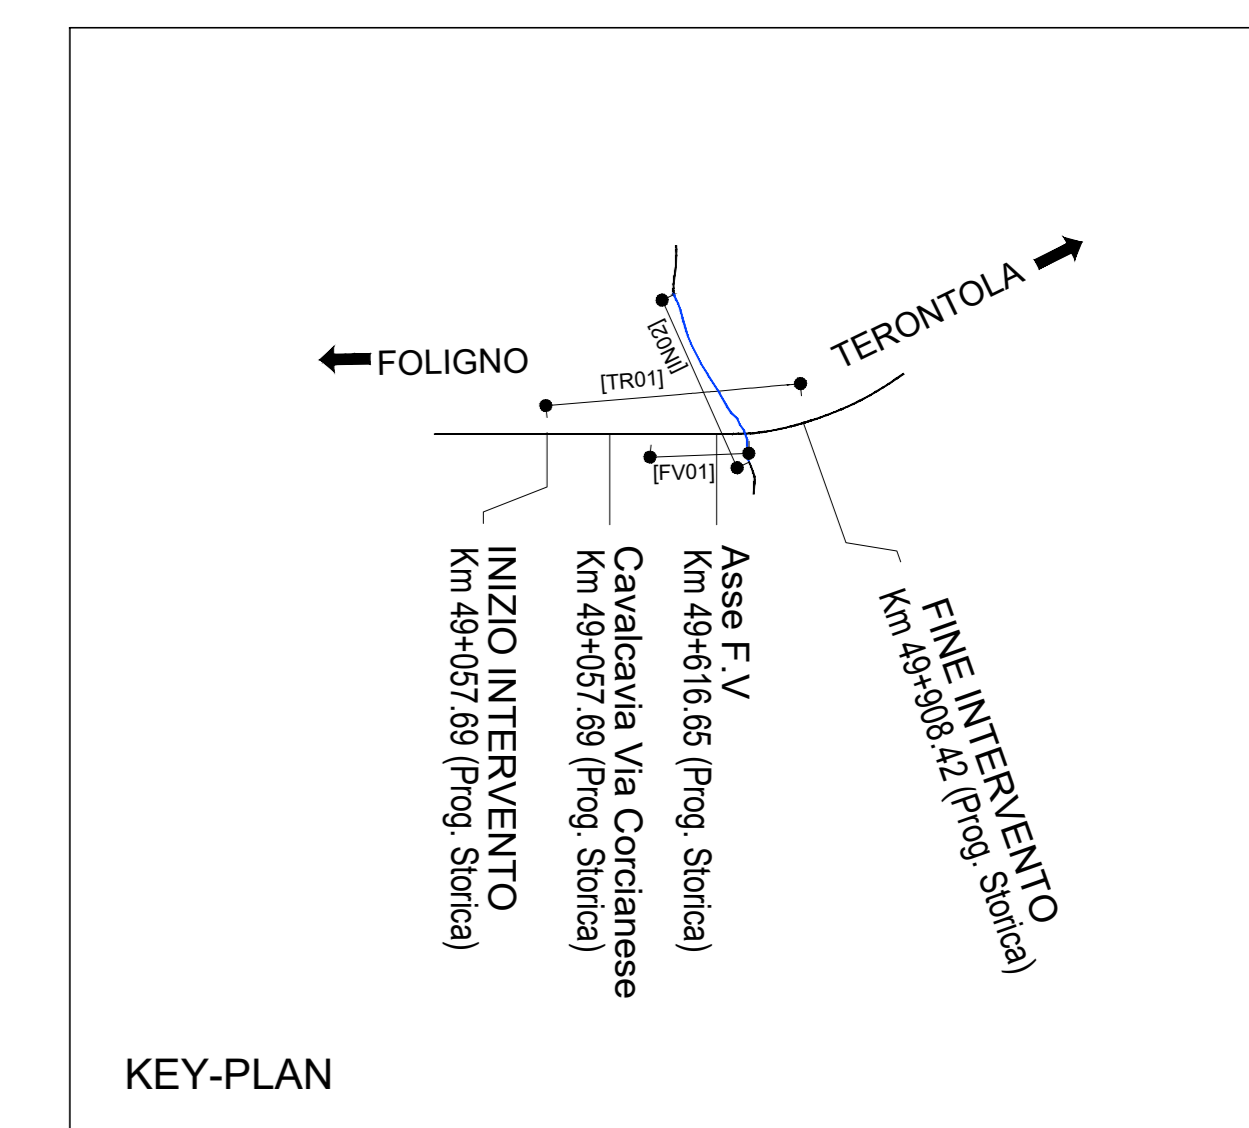 TERONTOLA
FOLIGNO
[IN02]
[TR01]
[FV01]
INIZIO INTERVENTO
Km 49+057.69 (Prog. Storica)
Cavalcavia Via Corcianese
Km 49+057.69 (Prog. Storica)
Asse F.V
Km 49+616.65 (Prog. Storica)
FINE INTERVENTO
Km 49+908.42 (Prog. Storica)
KEY-PLAN